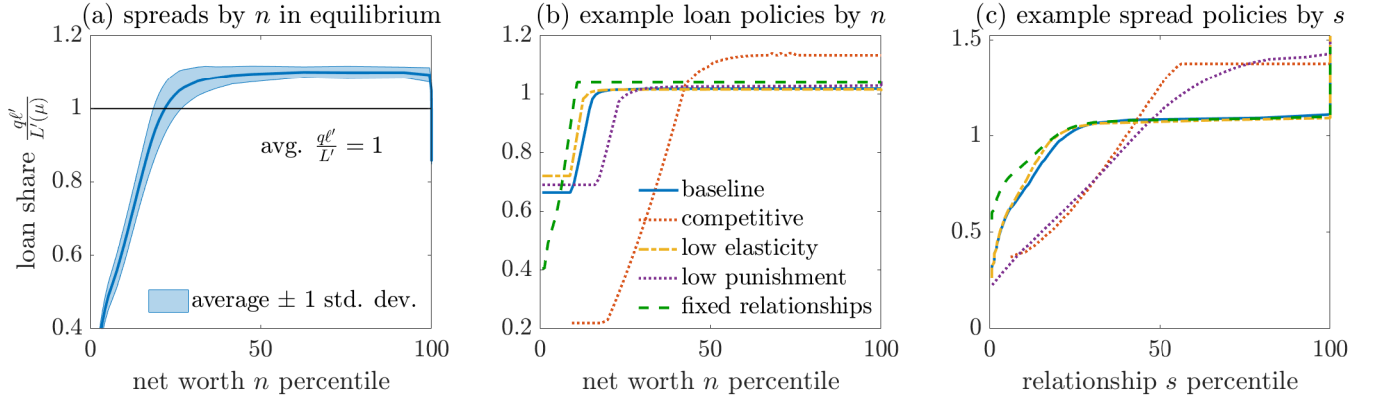 (a) spreads by n in equilibrium
1.2
1
0.8
0.6
0.4
loan share qℓ′/L′(μ)
avg. qℓ′/L′ = 1
average ± 1 std. dev.
0 50 100
net worth n percentile
(b) example loan policies by n
1.2
1.0
0.8
0.6
0.4
0.2
baseline
competitive
low elasticity
low punishment
fixed relationships
0 50 100
net worth n percentile
(c) example spread policies by s
1.5
1
0.5
0
0 50 100
relationship s percentile